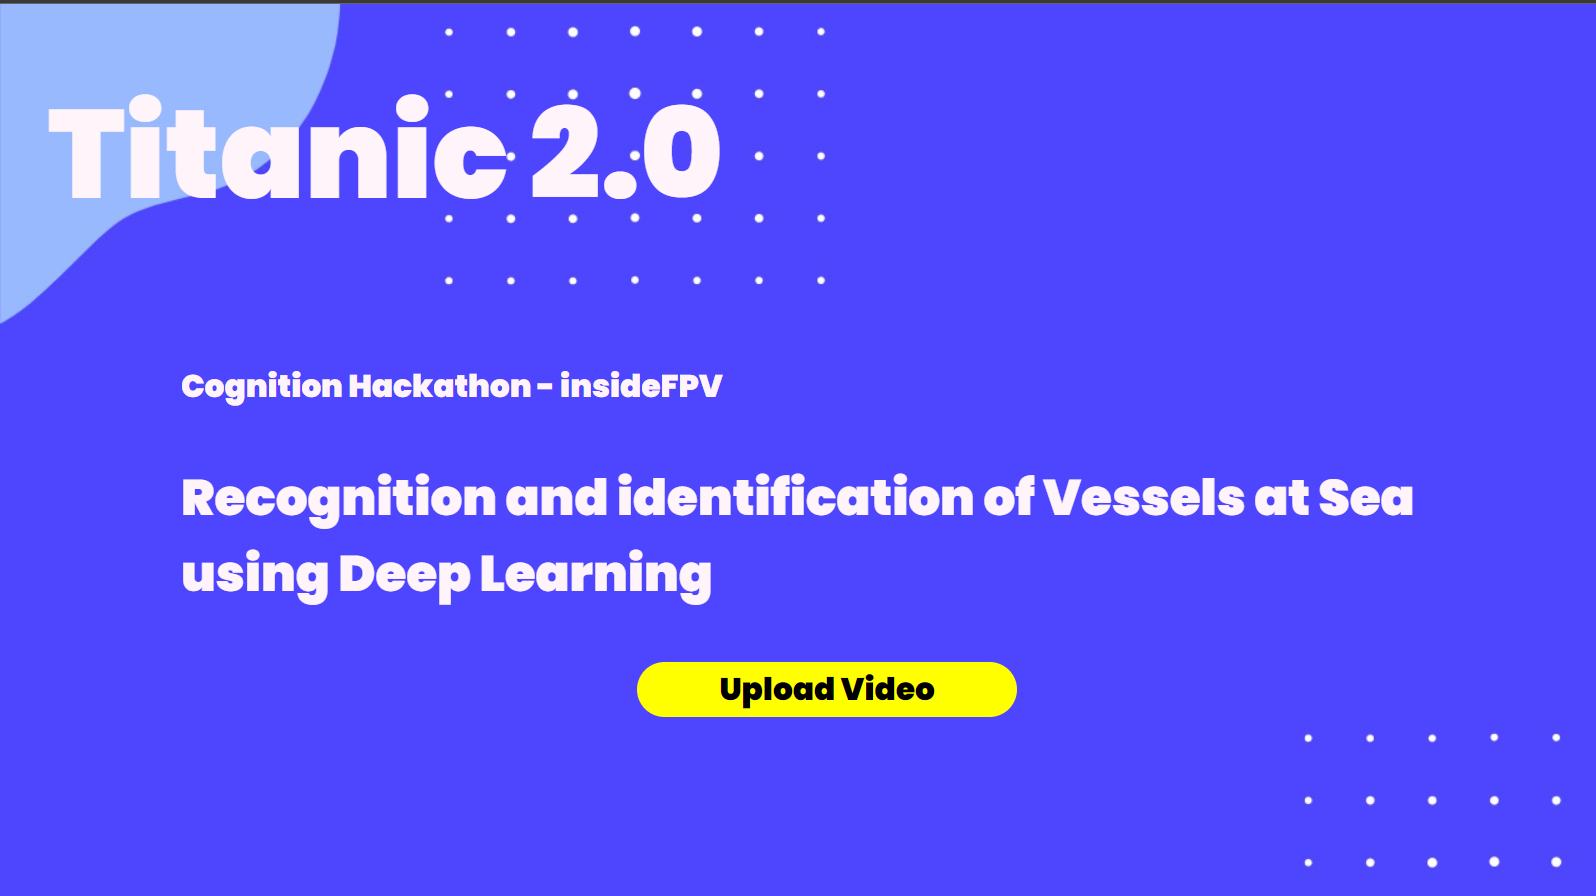 Titanic 2.0
Cognition Hackathon - insideFPV
Recognition and identification of Vessels at Sea
using Deep Learning
Upload Video